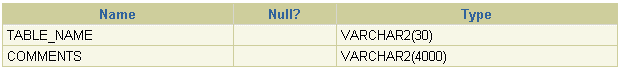 Name Null? Type
TABLE_NAME VARCHAR2(30)
COMMENTS VARCHAR2(4000)